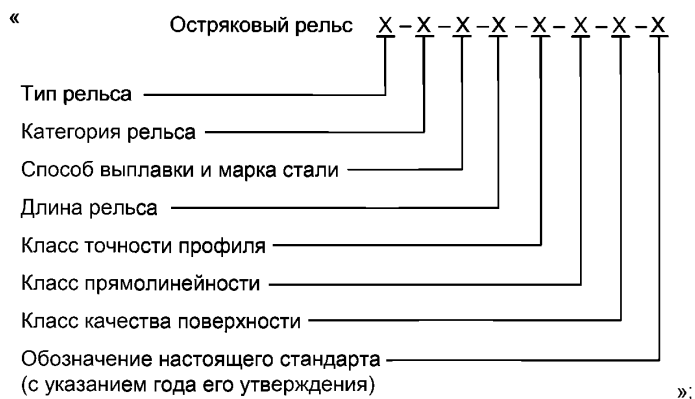 «
Остряковый рельс X – X – X – X – X – X – X – X
Тип рельса
Категория рельса
Способ выплавки и марка стали
Длина рельса
Класс точности профиля
Класс прямолинейности
Класс качества поверхности
Обозначение настоящего стандарта
(с указанием года его утверждения)
»: